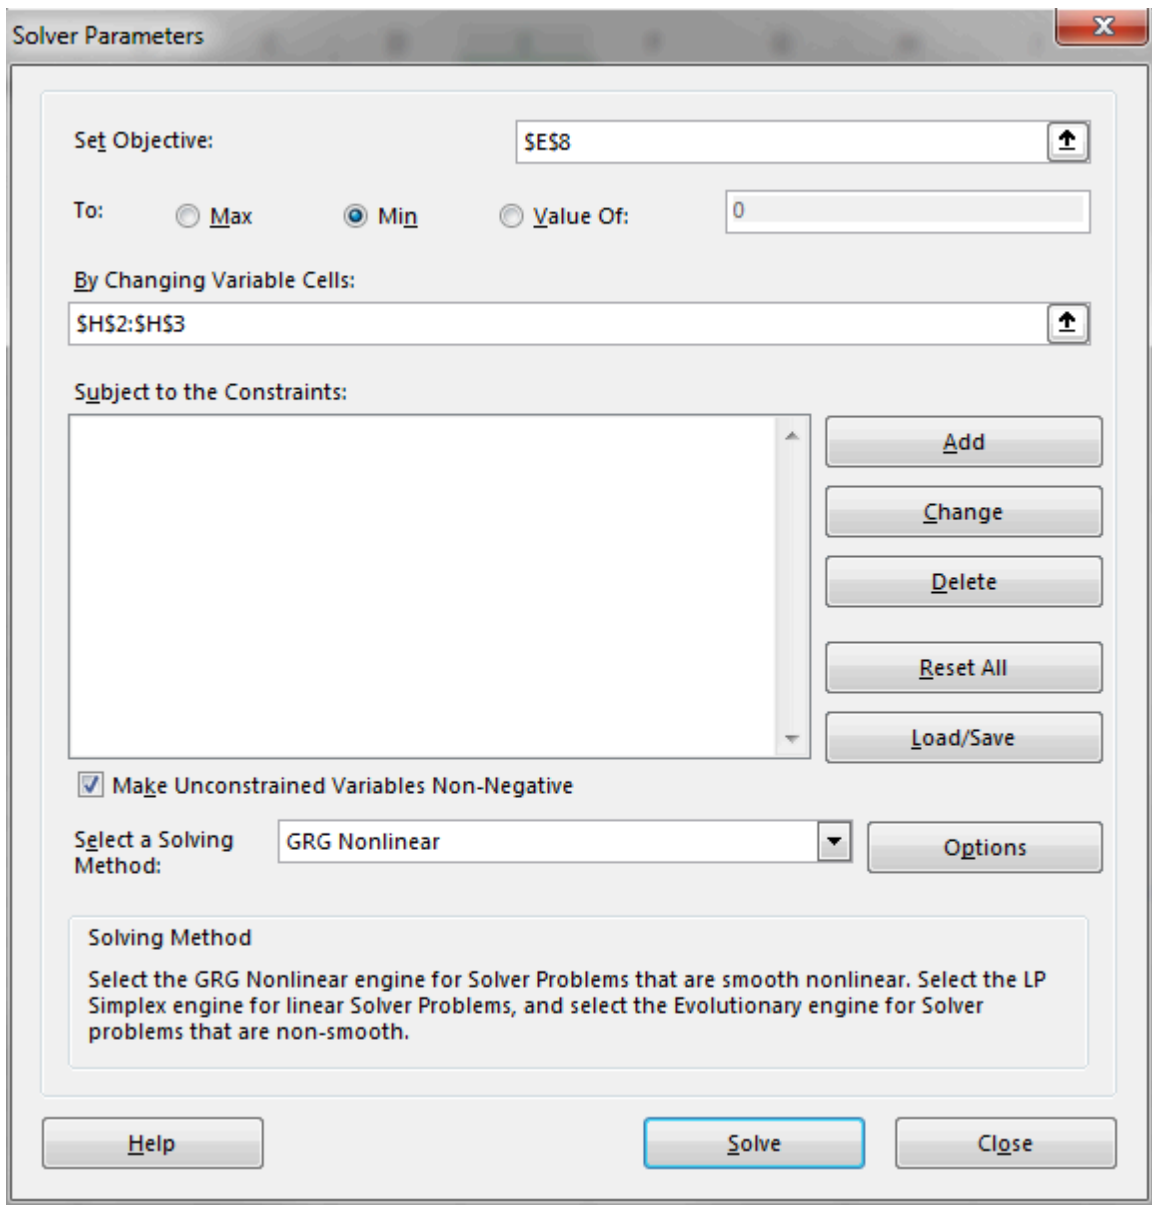 Solver Parameters
Set Objective:
$E$8
To:
Max
Min
Value Of:
0
By Changing Variable Cells:
$H$2:$H$3
Subject to the Constraints:
Add
Change
Delete
Reset All
Load/Save
Make Unconstrained Variables Non-Negative
Select a Solving
Method:
GRG Nonlinear
Options
Solving Method
Select the GRG Nonlinear engine for Solver Problems that are smooth nonlinear. Select the LP
Simplex engine for linear Solver Problems, and select the Evolutionary engine for Solver
problems that are non-smooth.
Help
Solve
Close